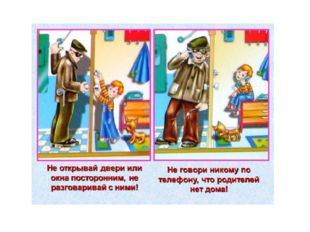 Не открывай двери или
окна посторонним, не
разговаривай с ними!
Не говори никому по
телефону, что родителей
нет дома!